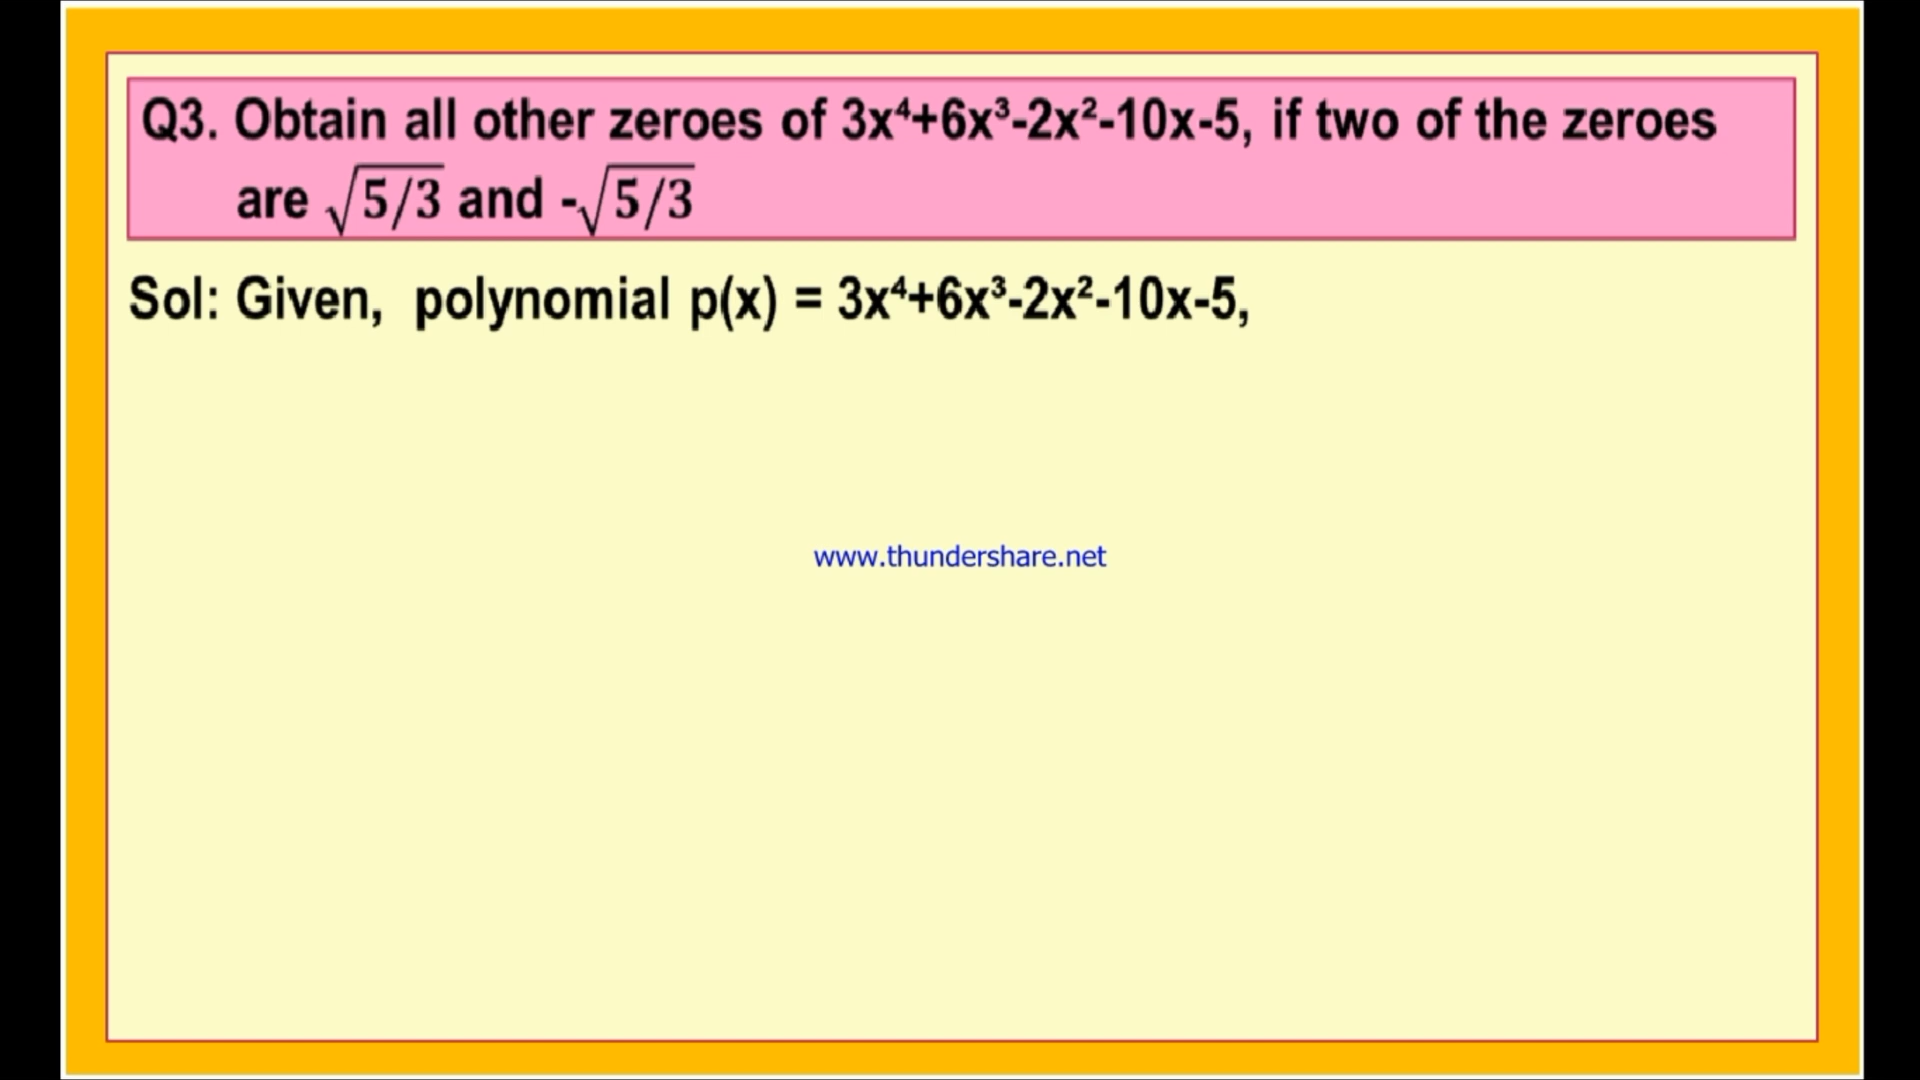 Q3. Obtain all other zeroes of 3x⁴+6x³-2x²-10x-5, if two of the zeroes
are √5/3 and -√5/3
Sol: Given, polynomial p(x) = 3x⁴+6x³-2x²-10x-5,
www.thundershare.net